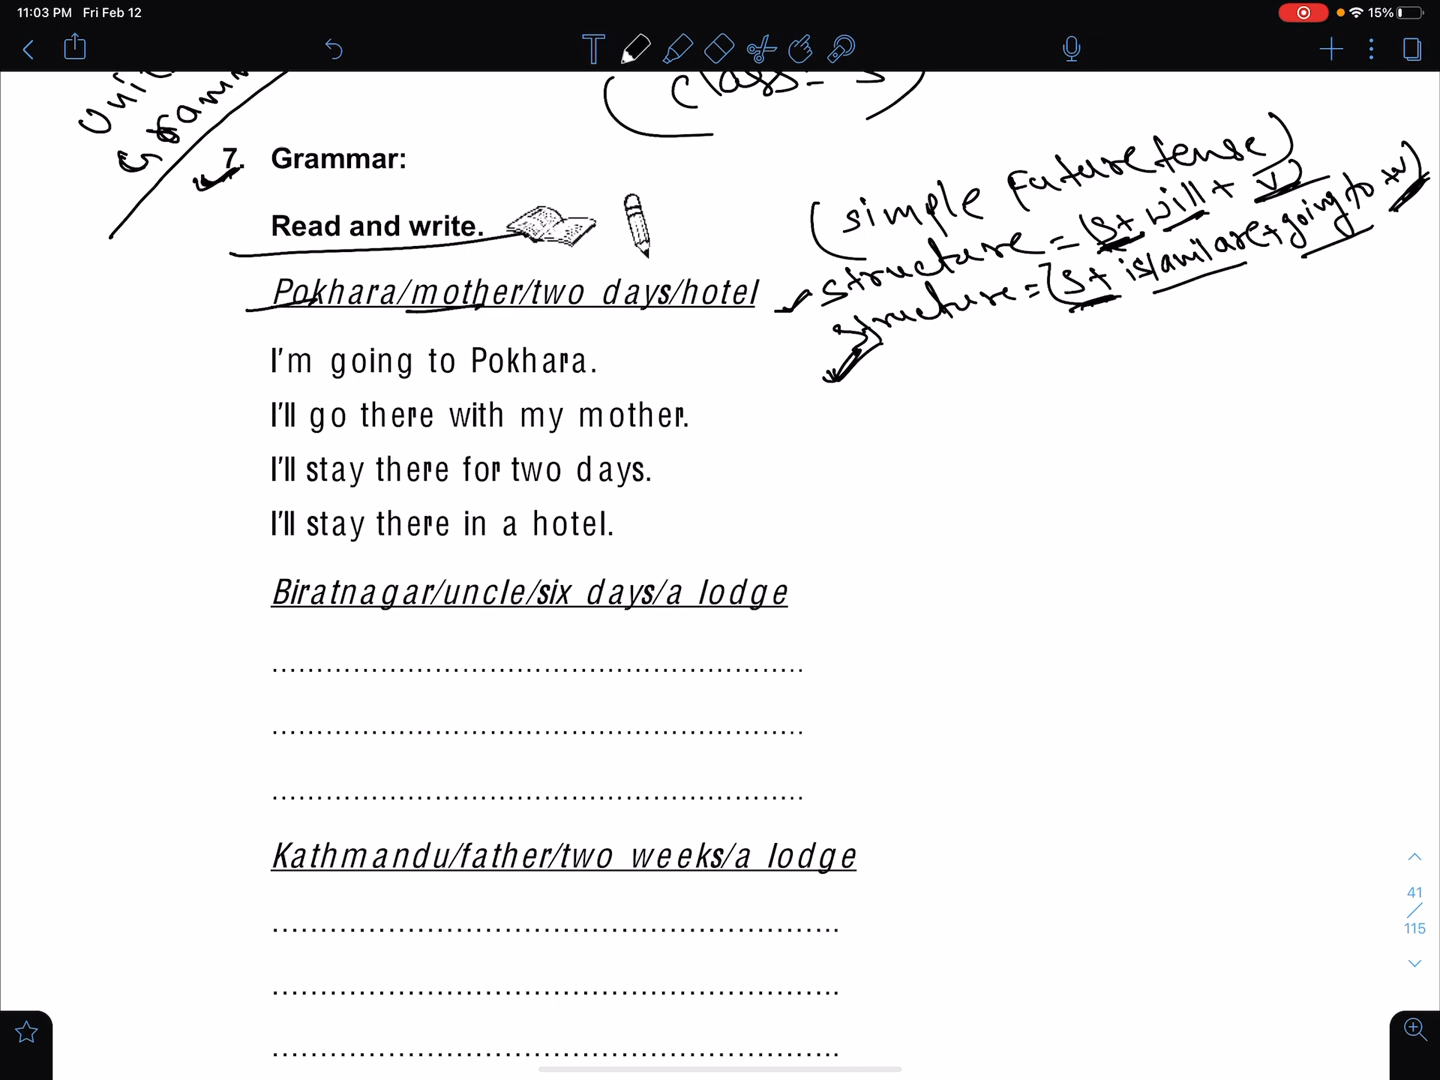 11:03 PM Fri Feb 12
15%
(class = 5)
7. Grammar:
Read and write.
(simple Future tense)
structure = (S + will + V)
structure = (S + is/am/are + going to + V)
Pokhara/mother/two days/hotel
I'm going to Pokhara.
I'll go there with my mother.
I'll stay there for two days.
I'll stay there in a hotel.
Biratnagar/uncle/six days/a lodge
Kathmandu/father/two weeks/a lodge
41
/
115